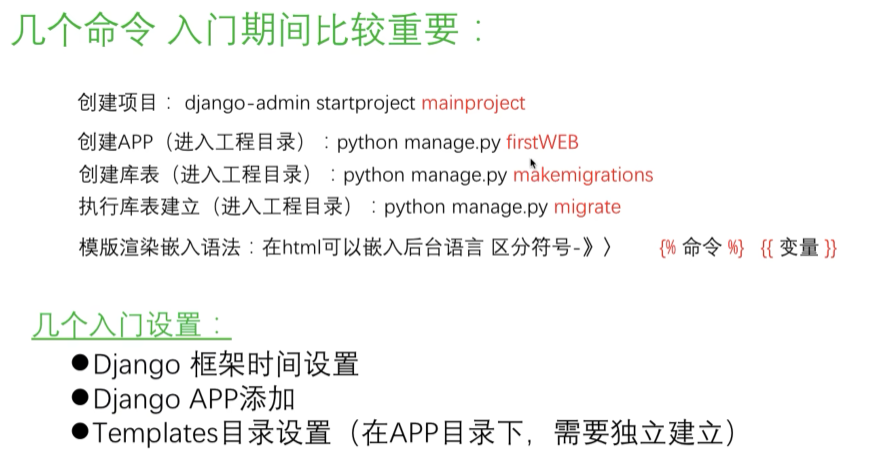 几个命令 入门期间比较重要：
创建项目： django-admin startproject mainproject
创建APP（进入工程目录）：python manage.py firstWEB
创建库表（进入工程目录）：python manage.py makemigrations
执行库表建立（进入工程目录）：python manage.py migrate
模版渲染嵌入语法：在html可以嵌入后台语言 区分符号-》〉 {% 命令 %} {{ 变量 }}
几个入门设置：
●Django 框架时间设置
●Django APP添加
●Templates目录设置（在APP目录下，需要独立建立）